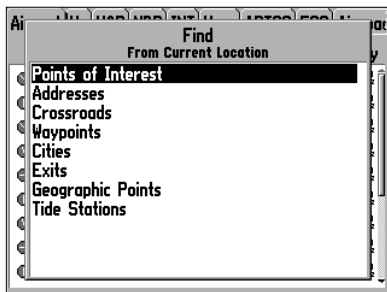 Find
From Current Location
Points of Interest
Addresses
Crossroads
Waypoints
Cities
Exits
Geographic Points
Tide Stations